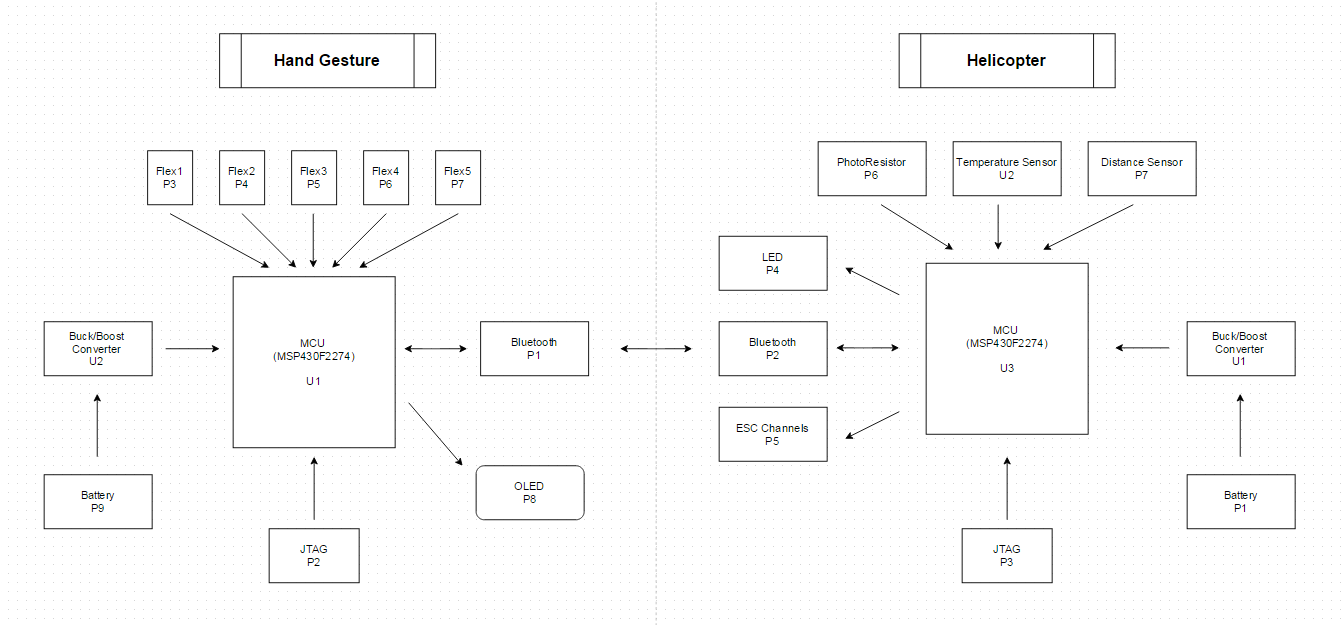 Hand Gesture
Flex1
P3
Flex2
P4
Flex3
P5
Flex4
P6
Flex5
P7
Buck/Boost
Converter
U2
MCU
(MSP430F2274)
U1
Bluetooth
P1
Battery
P9
OLED
P8
JTAG
P2
Helicopter
PhotoResistor
P6
Temperature Sensor
U2
Distance Sensor
P7
LED
P4
Bluetooth
P2
ESC Channels
P5
MCU
(MSP430F2274)
U3
Buck/Boost
Converter
U1
Battery
P1
JTAG
P3